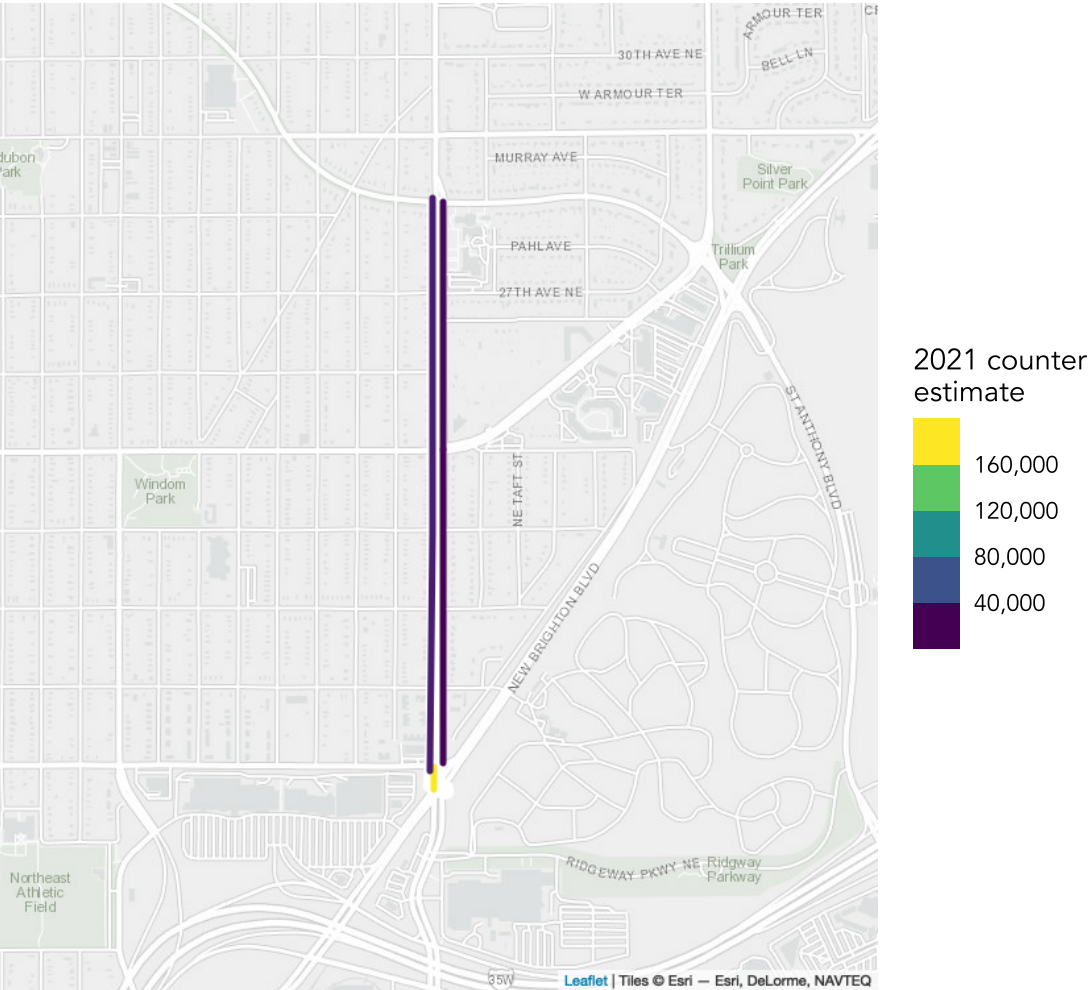 ARMOUR TER
30TH AVE NE
BELL LN
W ARMOUR TER
MURRAY AVE
dubon
Park
Silver
Point Park
PAHL AVE
Trillium
Park
27TH AVE NE
2021 counter
estimate
160,000
120,000
80,000
40,000
ST ANTHONY BLVD
NE TAFT ST
Windom
Park
NEW BRIGHTON BLVD
RIDGEWAY PKWY NE
Ridgway
Parkway
Northeast
Athletic
Field
35W
Leaflet | Tiles © Esri — Esri, DeLorme, NAVTEQ